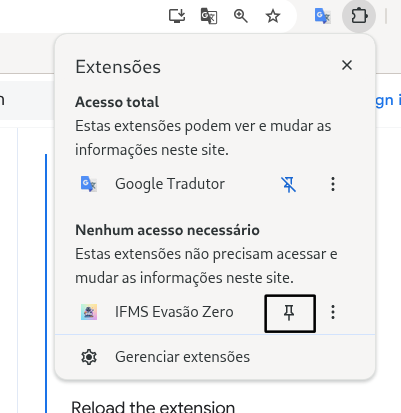 Extensões
Acesso total
Estas extensões podem ver e mudar as
informações neste site.
Google Tradutor
Nenhum acesso necessário
Estas extensões não precisam acessar e
mudar as informações neste site.
IFMS Evasão Zero
Gerenciar extensões
gn i
Reload the extension